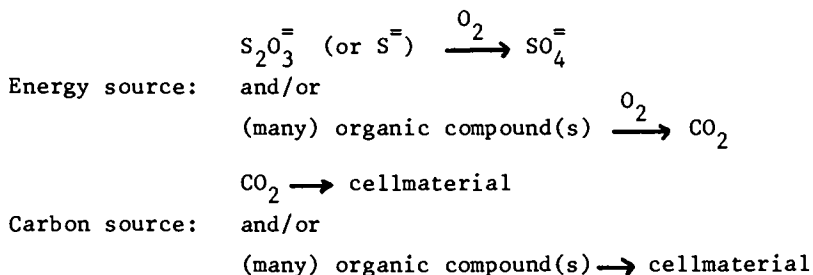 S₂O₃⁼ (or S⁼) —O₂→ SO₄⁼
Energy source: and/or
(many) organic compound(s) —O₂→ CO₂
CO₂ → cellmaterial
Carbon source: and/or
(many) organic compound(s) → cellmaterial